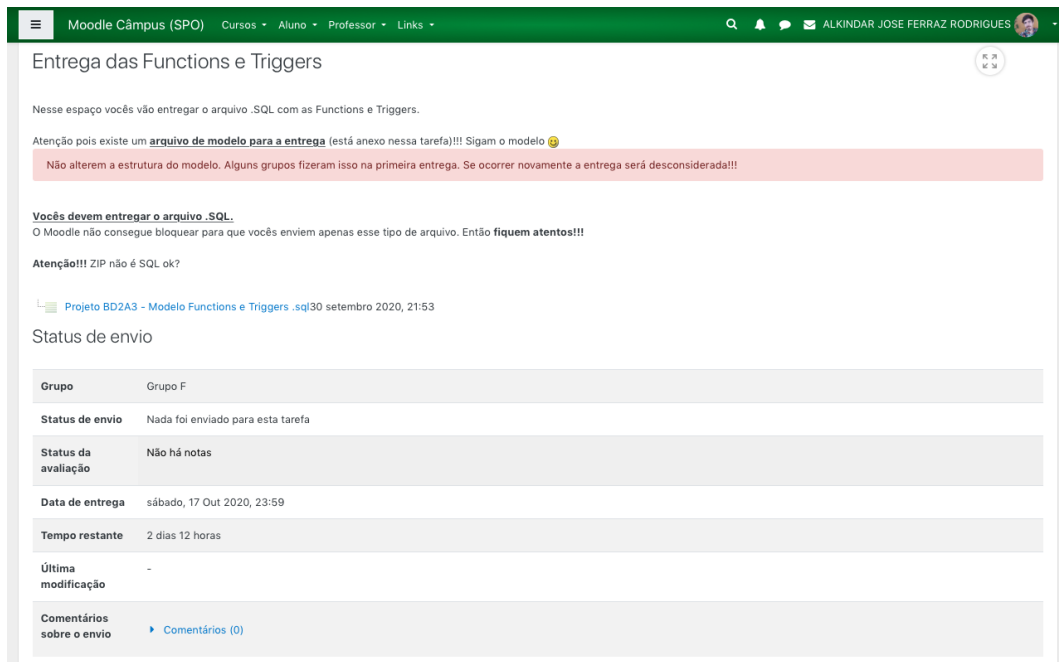 Moodle Câmpus (SPO) Cursos Aluno Professor Links ALKINDAR JOSE FERRAZ RODRIGUES
Entrega das Functions e Triggers
Nesse espaço vocês vão entregar o arquivo .SQL com as Functions e Triggers.
Atenção pois existe um arquivo de modelo para a entrega (está anexo nessa tarefa)!!! Sigam o modelo
Não alterem a estrutura do modelo. Alguns grupos fizeram isso na primeira entrega. Se ocorrer novamente a entrega será desconsiderada!!!
Vocês devem entregar o arquivo .SQL.
O Moodle não consegue bloquear para que vocês enviem apenas esse tipo de arquivo. Então fiquem atentos!!!
Atenção!!! ZIP não é SQL ok?
Projeto BD2A3 - Modelo Functions e Triggers .sql30 setembro 2020, 21:53
Status de envio
Grupo Grupo F
Status de envio Nada foi enviado para esta tarefa
Status da Não há notas
avaliação
Data de entrega sábado, 17 Out 2020, 23:59
Tempo restante 2 dias 12 horas
Última -
modificação
Comentários
sobre o envio Comentários (0)